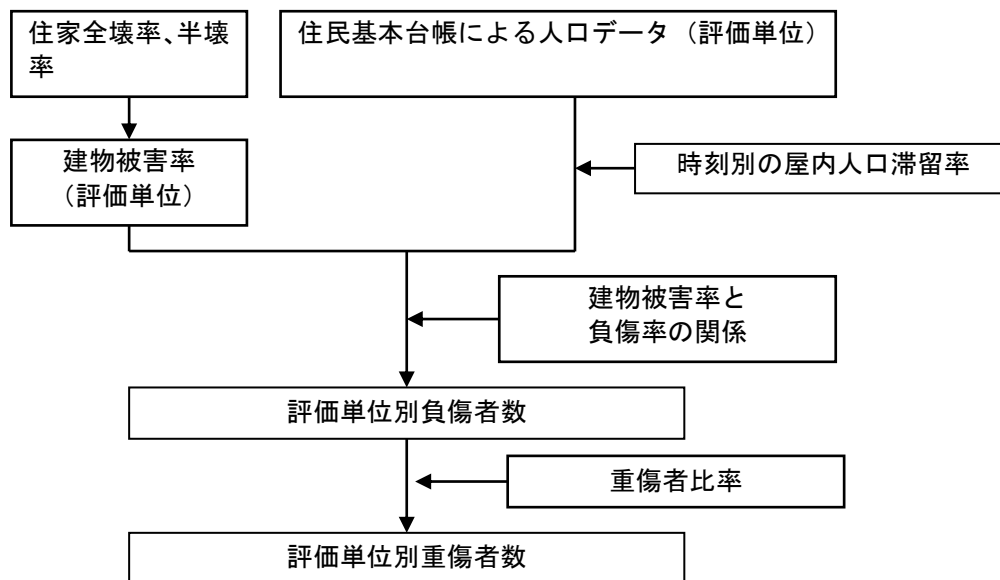 住家全壊率、半壊
率
住民基本台帳による人口データ（評価単位）
建物被害率
（評価単位）
時刻別の屋内人口滞留率
建物被害率と
負傷率の関係
評価単位別負傷者数
重傷者比率
評価単位別重傷者数